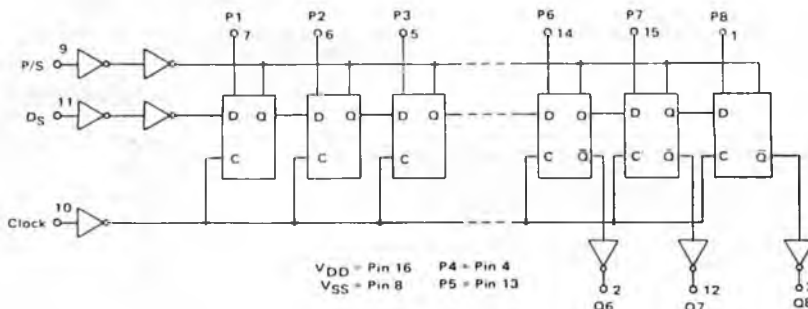 P1 P2 P3 P6 P7 P8
7 6 5 14 15 1
P/S 9
DS 11
D Q D Q D Q D Q D
C C C C Q̄ C Q̄ C Q̄
Clock 10
VDD = Pin 16 P4 = Pin 4
VSS = Pin 8 P5 = Pin 13
2 12
Q6 Q7 Q8